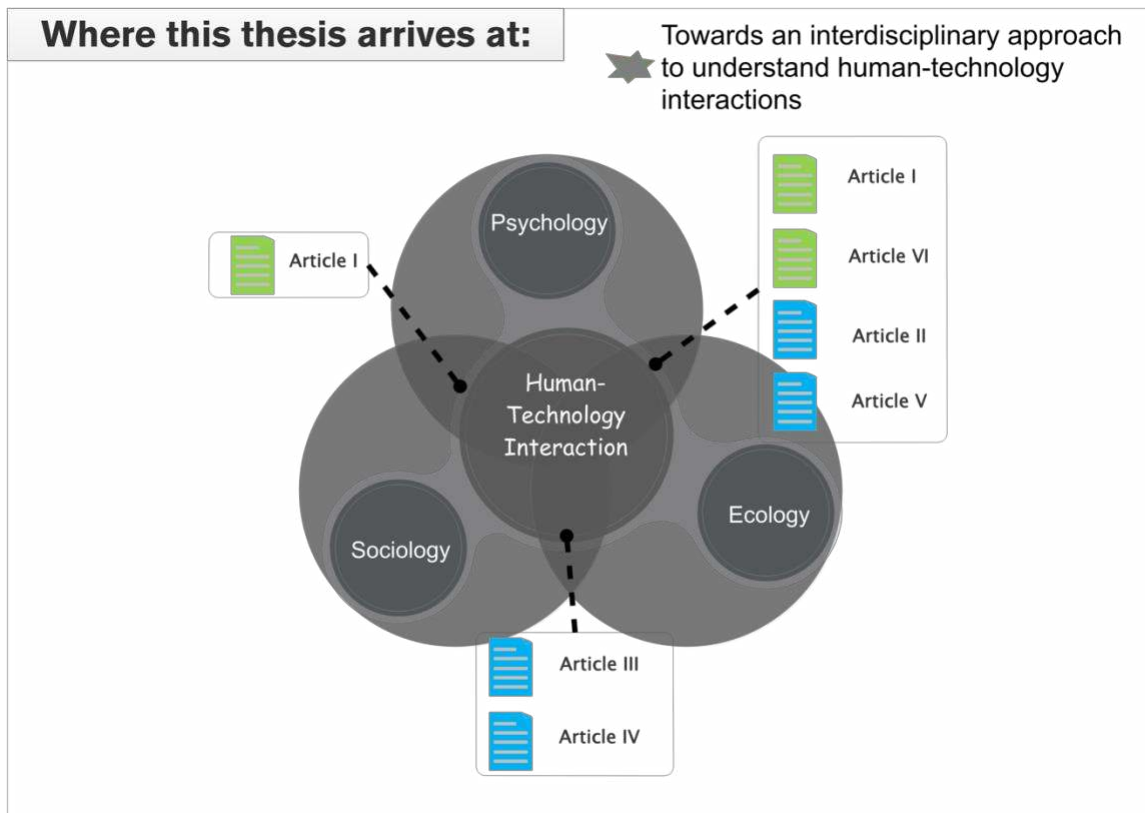 Where this thesis arrives at:
Towards an interdisciplinary approach
to understand human-technology
interactions
Psychology
Article I
Article I
Article VI
Article II
Article V
Human-
Technology
Interaction
Sociology
Ecology
Article III
Article IV